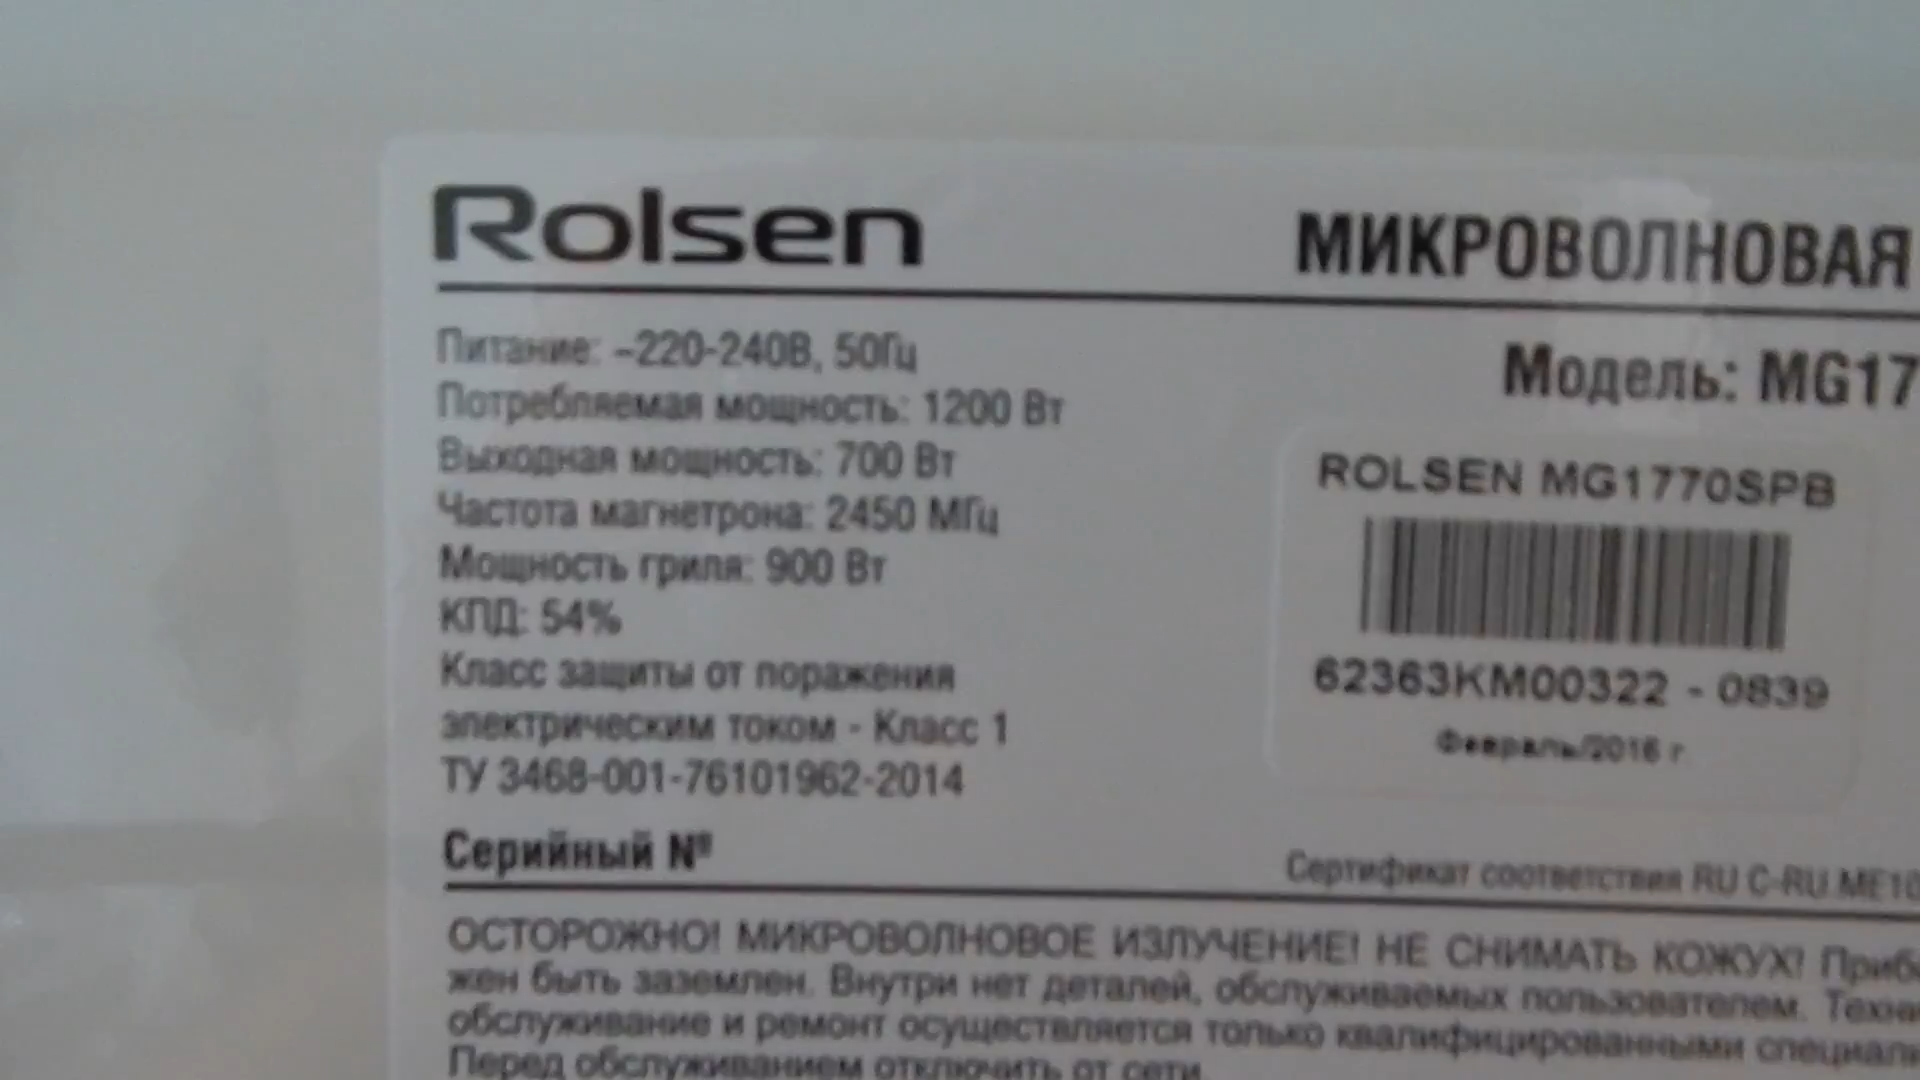 Rolsen
МИКРОВОЛНОВАЯ
Питание: ~220-240В, 50Гц
Потребляемая мощность: 1200 Вт
Выходная мощность: 700 Вт
Частота магнетрона: 2450 МГц
Мощность гриля: 900 Вт
КПД: 54%
Класс защиты от поражения
электрическим током - Класс 1
ТУ 3468-001-76101962-2014
Серийный №
Модель: MG17
ROLSEN MG1770SPB
62363KM00322 - 0839
Февраль/2016 г
Сертификат соответствия RU C-RU.ME10
ОСТОРОЖНО! МИКРОВОЛНОВОЕ ИЗЛУЧЕНИЕ! НЕ СНИМАТЬ КОЖУХ! Приб
жен быть заземлен. Внутри нет деталей, обслуживаемых пользователем. Техни
обслуживание и ремонт осуществляется только квалифицированными специали
Перед обслуживанием отключить от сети.